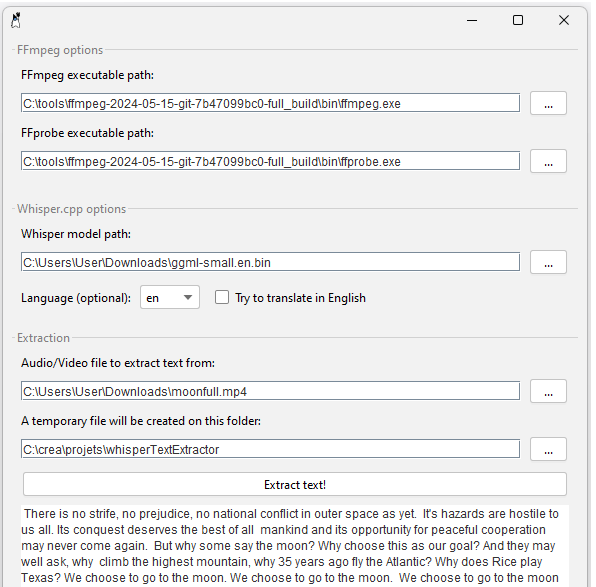 FFmpeg options
FFmpeg executable path:
C:\tools\ffmpeg-2024-05-15-git-7b47099bc0-full_build\bin\ffmpeg.exe
...
FFprobe executable path:
C:\tools\ffmpeg-2024-05-15-git-7b47099bc0-full_build\bin\ffprobe.exe
...
Whisper.cpp options
Whisper model path:
C:\Users\User\Downloads\ggml-small.en.bin
...
Language (optional): en Try to translate in English
Extraction
Audio/Video file to extract text from:
C:\Users\User\Downloads\moonfull.mp4
...
A temporary file will be created on this folder:
C:\crea\projets\whisperTextExtractor
...
Extract text!
There is no strife, no prejudice, no national conflict in outer space as yet.  It's hazards are hostile to
us all. Its conquest deserves the best of all  mankind and its opportunity for peaceful cooperation
may never come again.  But why some say the moon? Why choose this as our goal? And they may
well ask, why  climb the highest mountain, why 35 years ago fly the Atlantic? Why does Rice play
Texas? We choose to go to the moon. We choose to go to the moon.  We choose to go to the moon